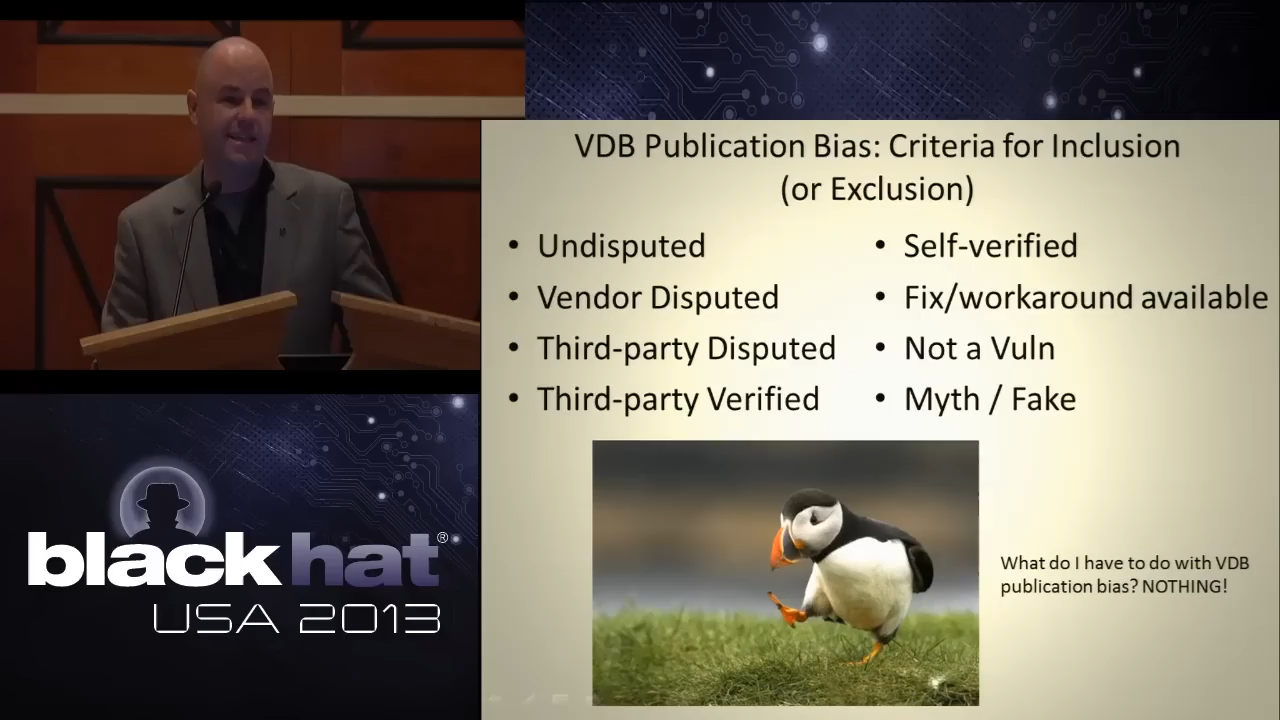 VDB Publication Bias: Criteria for Inclusion
(or Exclusion)
• Undisputed
• Vendor Disputed
• Third-party Disputed
• Third-party Verified
• Self-verified
• Fix/workaround available
• Not a Vuln
• Myth / Fake
What do I have to do with VDB
publication bias? NOTHING!
black hat®
USA 2013